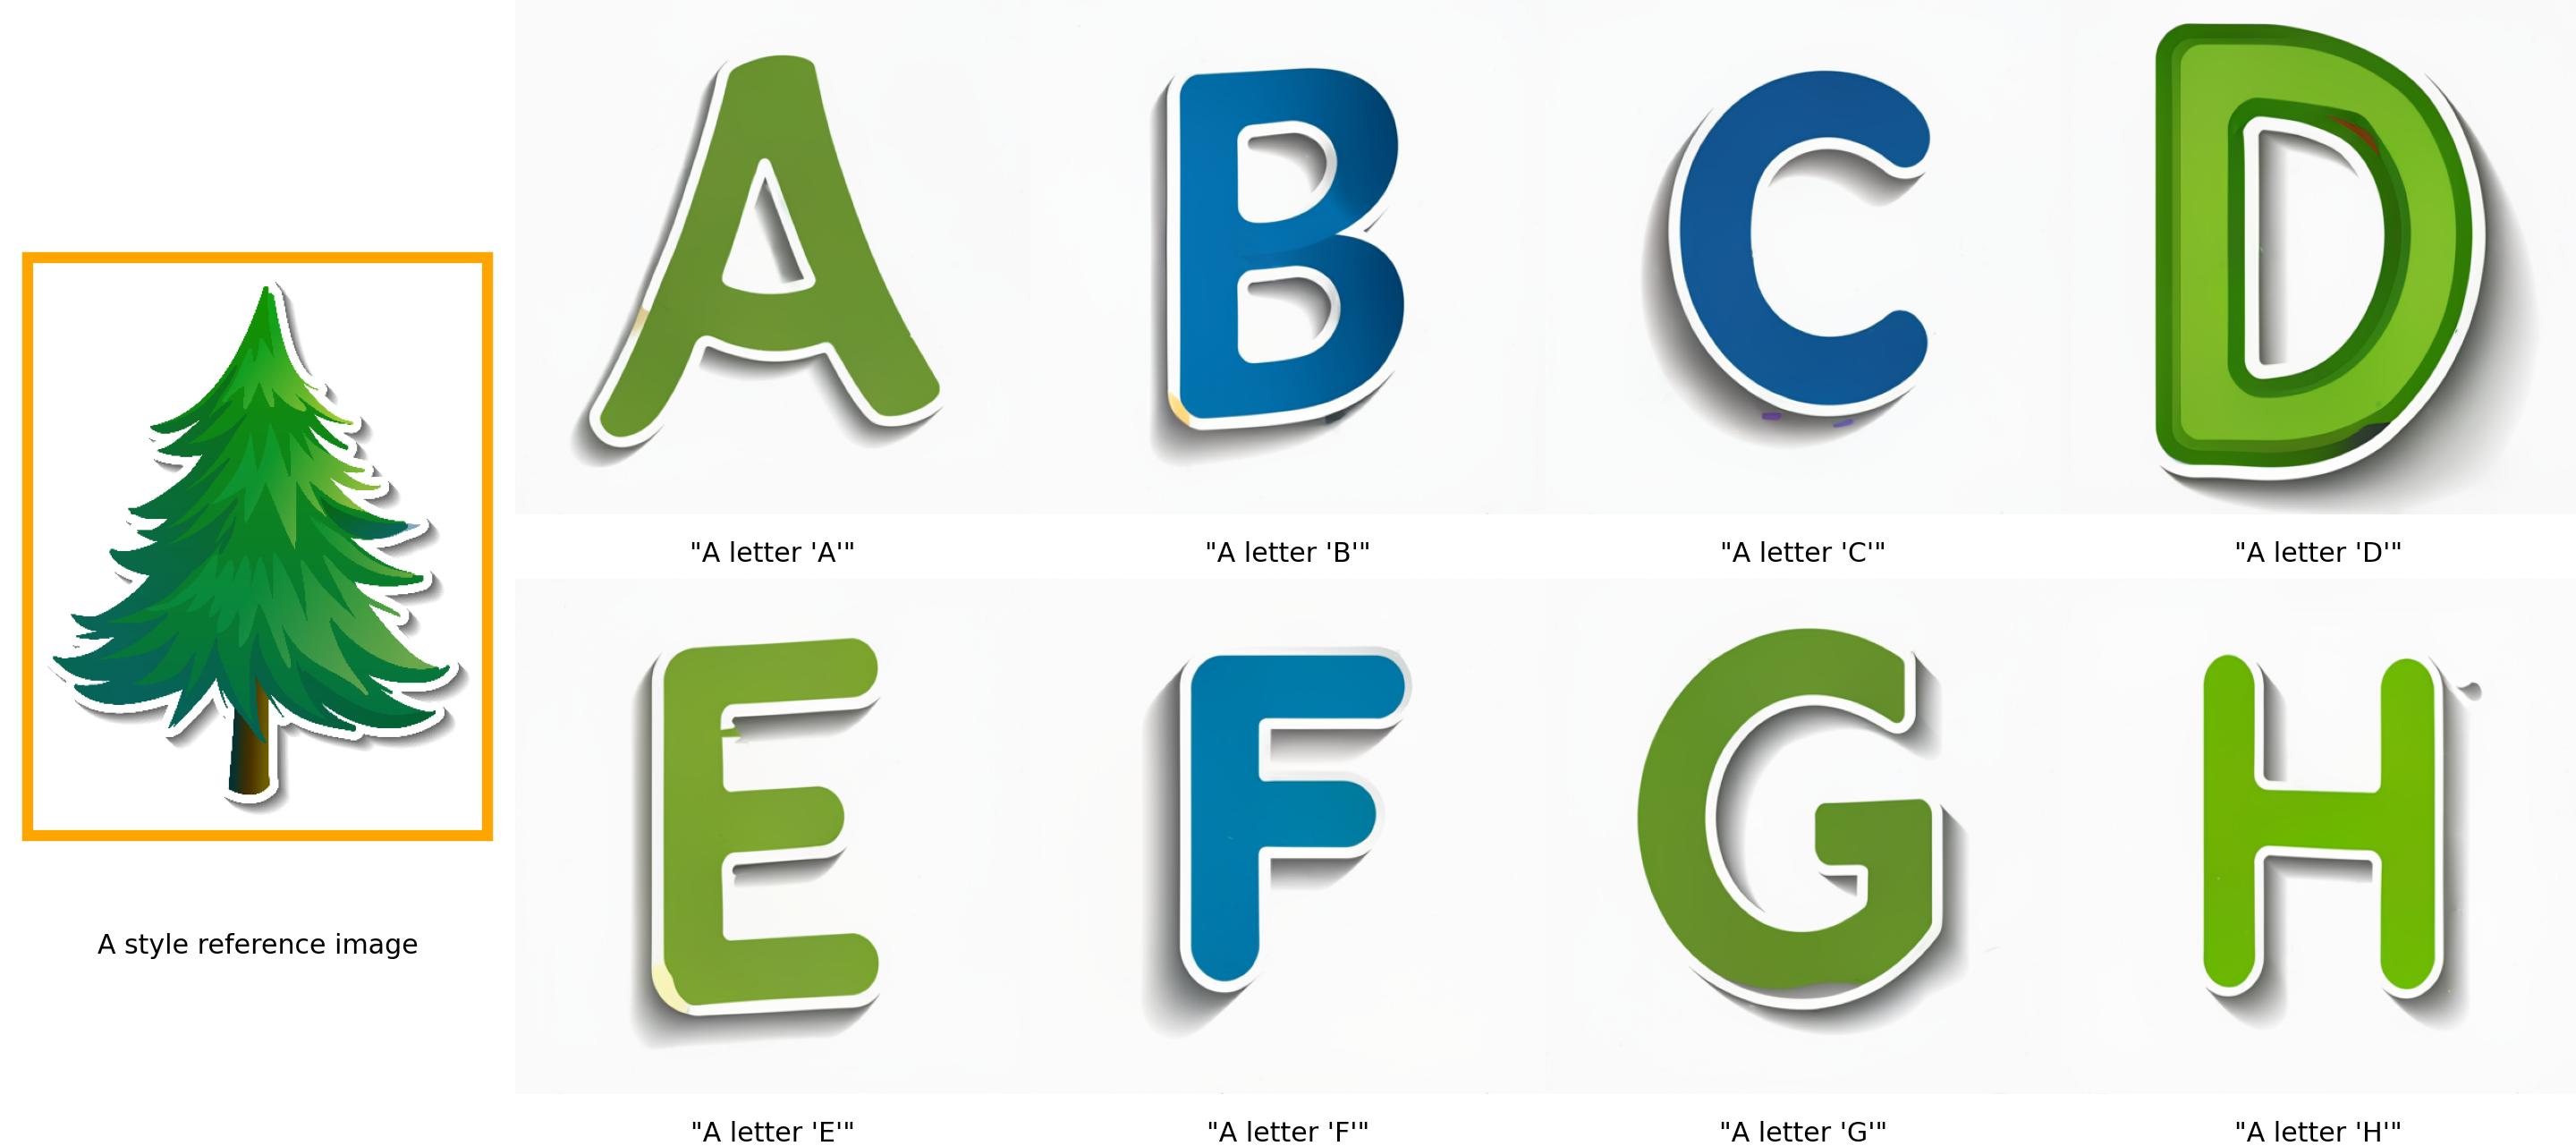 A B C D
"A letter 'A'" "A letter 'B'" "A letter 'C'" "A letter 'D'"
E F G H
A style reference image
"A letter 'E'" "A letter 'F'" "A letter 'G'" "A letter 'H'"